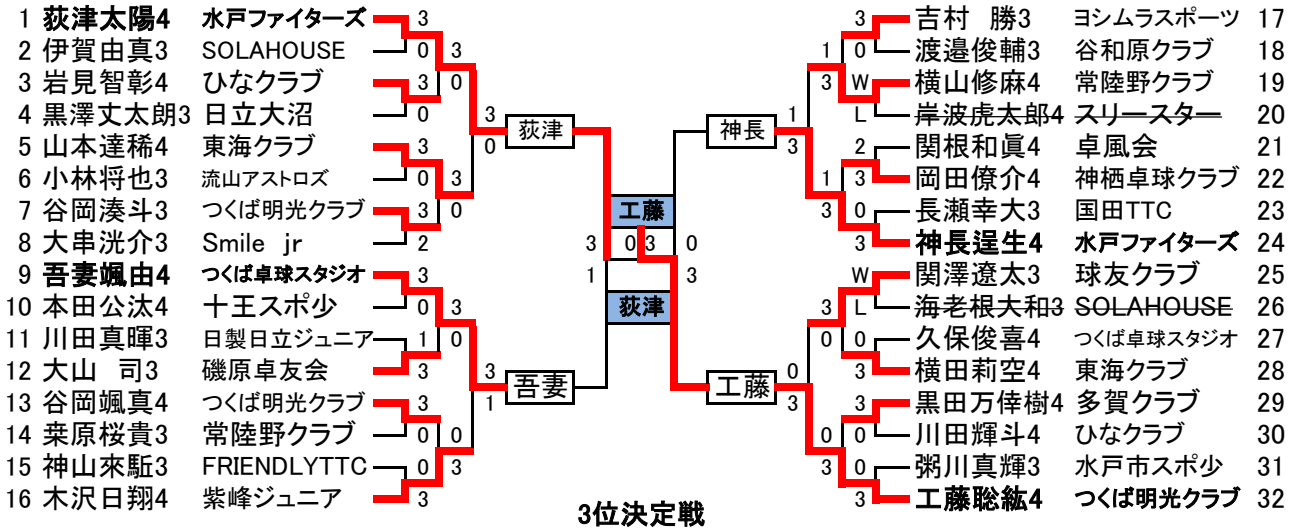 1 荻津太陽4 水戸ファイターズ 3
2 伊賀由真3 SOLAHOUSE 0 3
3 岩見智彰4 ひなクラブ 3 0
4 黒澤丈太朗3 日立大沼 0 3
5 山本達稀4 東海クラブ 3 0
6 小林将也3 流山アストロズ 0 3
7 谷岡湊斗3 つくば明光クラブ 3 0
8 大串洸介3 Smile jr 2
9 吾妻颯由4 つくば卓球スタジオ 3
10 本田公汰4 十王スポ少 0 3
11 川田真暉3 日製日立ジュニア 1 0
12 大山 司3 磯原卓友会 3 3
13 谷岡颯真4 つくば明光クラブ 3 1
14 桒原桜貴3 常陸野クラブ 0 0
15 神山來駈3 FRIENDLYTTC 0 3
16 木沢日翔4 紫峰ジュニア 3
荻津
吾妻
工藤
3 0 3 0
1 3
荻津
神長
工藤
3 吉村 勝3 ヨシムラスポーツ 17
1 0 渡邉俊輔3 谷和原クラブ 18
3 W 横山修麻4 常陸野クラブ 19
1 L 岸波虎太郎4 スリースター 20
3 2 関根和眞4 卓風会 21
1 3 岡田僚介4 神栖卓球クラブ 22
3 0 長瀬幸大3 国田TTC 23
3 神長逞生4 水戸ファイターズ 24
W 関澤遼太3 球友クラブ 25
3 L 海老根大和3 SOLAHOUSE 26
0 0 久保俊喜4 つくば卓球スタジオ 27
0 3 横田莉空4 東海クラブ 28
3 3 黒田万倖樹4 多賀クラブ 29
0 0 川田輝斗4 ひなクラブ 30
3 0 粥川真輝3 水戸市スポ少 31
3 工藤聡紘4 つくば明光クラブ 32
3位決定戦